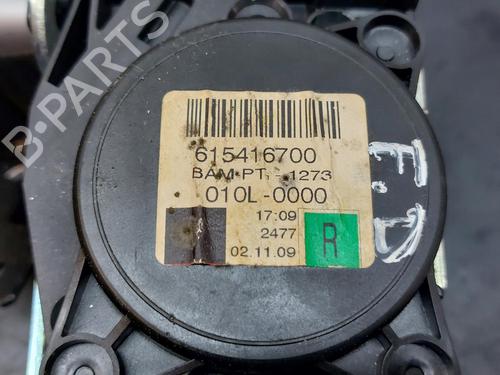 B-PARTS
615416700
BAM-PT. -1273
010L-0000
17:09
2477
02.11.09
R
E.D